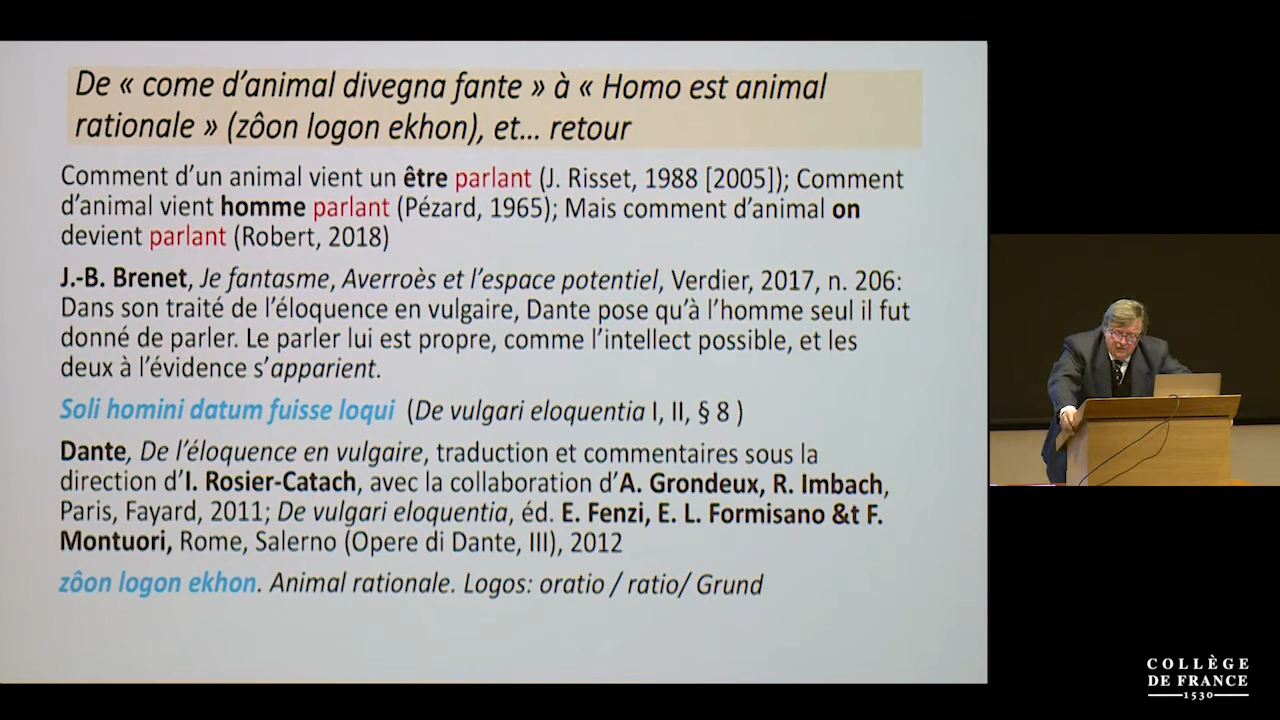 De « come d’animal divegna fante » à « Homo est animal
rationale » (zôon logon ekhon), et... retour
Comment d’un animal vient un être parlant (J. Risset, 1988 [2005]); Comment
d’animal vient homme parlant (Pézard, 1965); Mais comment d’animal on
devient parlant (Robert, 2018)
J.-B. Brenet, Je fantasme, Averroès et l’espace potentiel, Verdier, 2017, n. 206:
Dans son traité de l’éloquence en vulgaire, Dante pose qu’à l’homme seul il fut
donné de parler. Le parler lui est propre, comme l’intellect possible, et les
deux à l’évidence s’apparient.
Soli homini datum fuisse loqui (De vulgari eloquentia I, II, § 8 )
Dante, De l’éloquence en vulgaire, traduction et commentaires sous la
direction d’I. Rosier-Catach, avec la collaboration d’A. Grondeux, R. Imbach,
Paris, Fayard, 2011; De vulgari eloquentia, éd. E. Fenzi, E. L. Formisano &t F.
Montuori, Rome, Salerno (Opere di Dante, III), 2012
zôon logon ekhon. Animal rationale. Logos: oratio / ratio/ Grund
COLLÈGE
DE FRANCE
1530